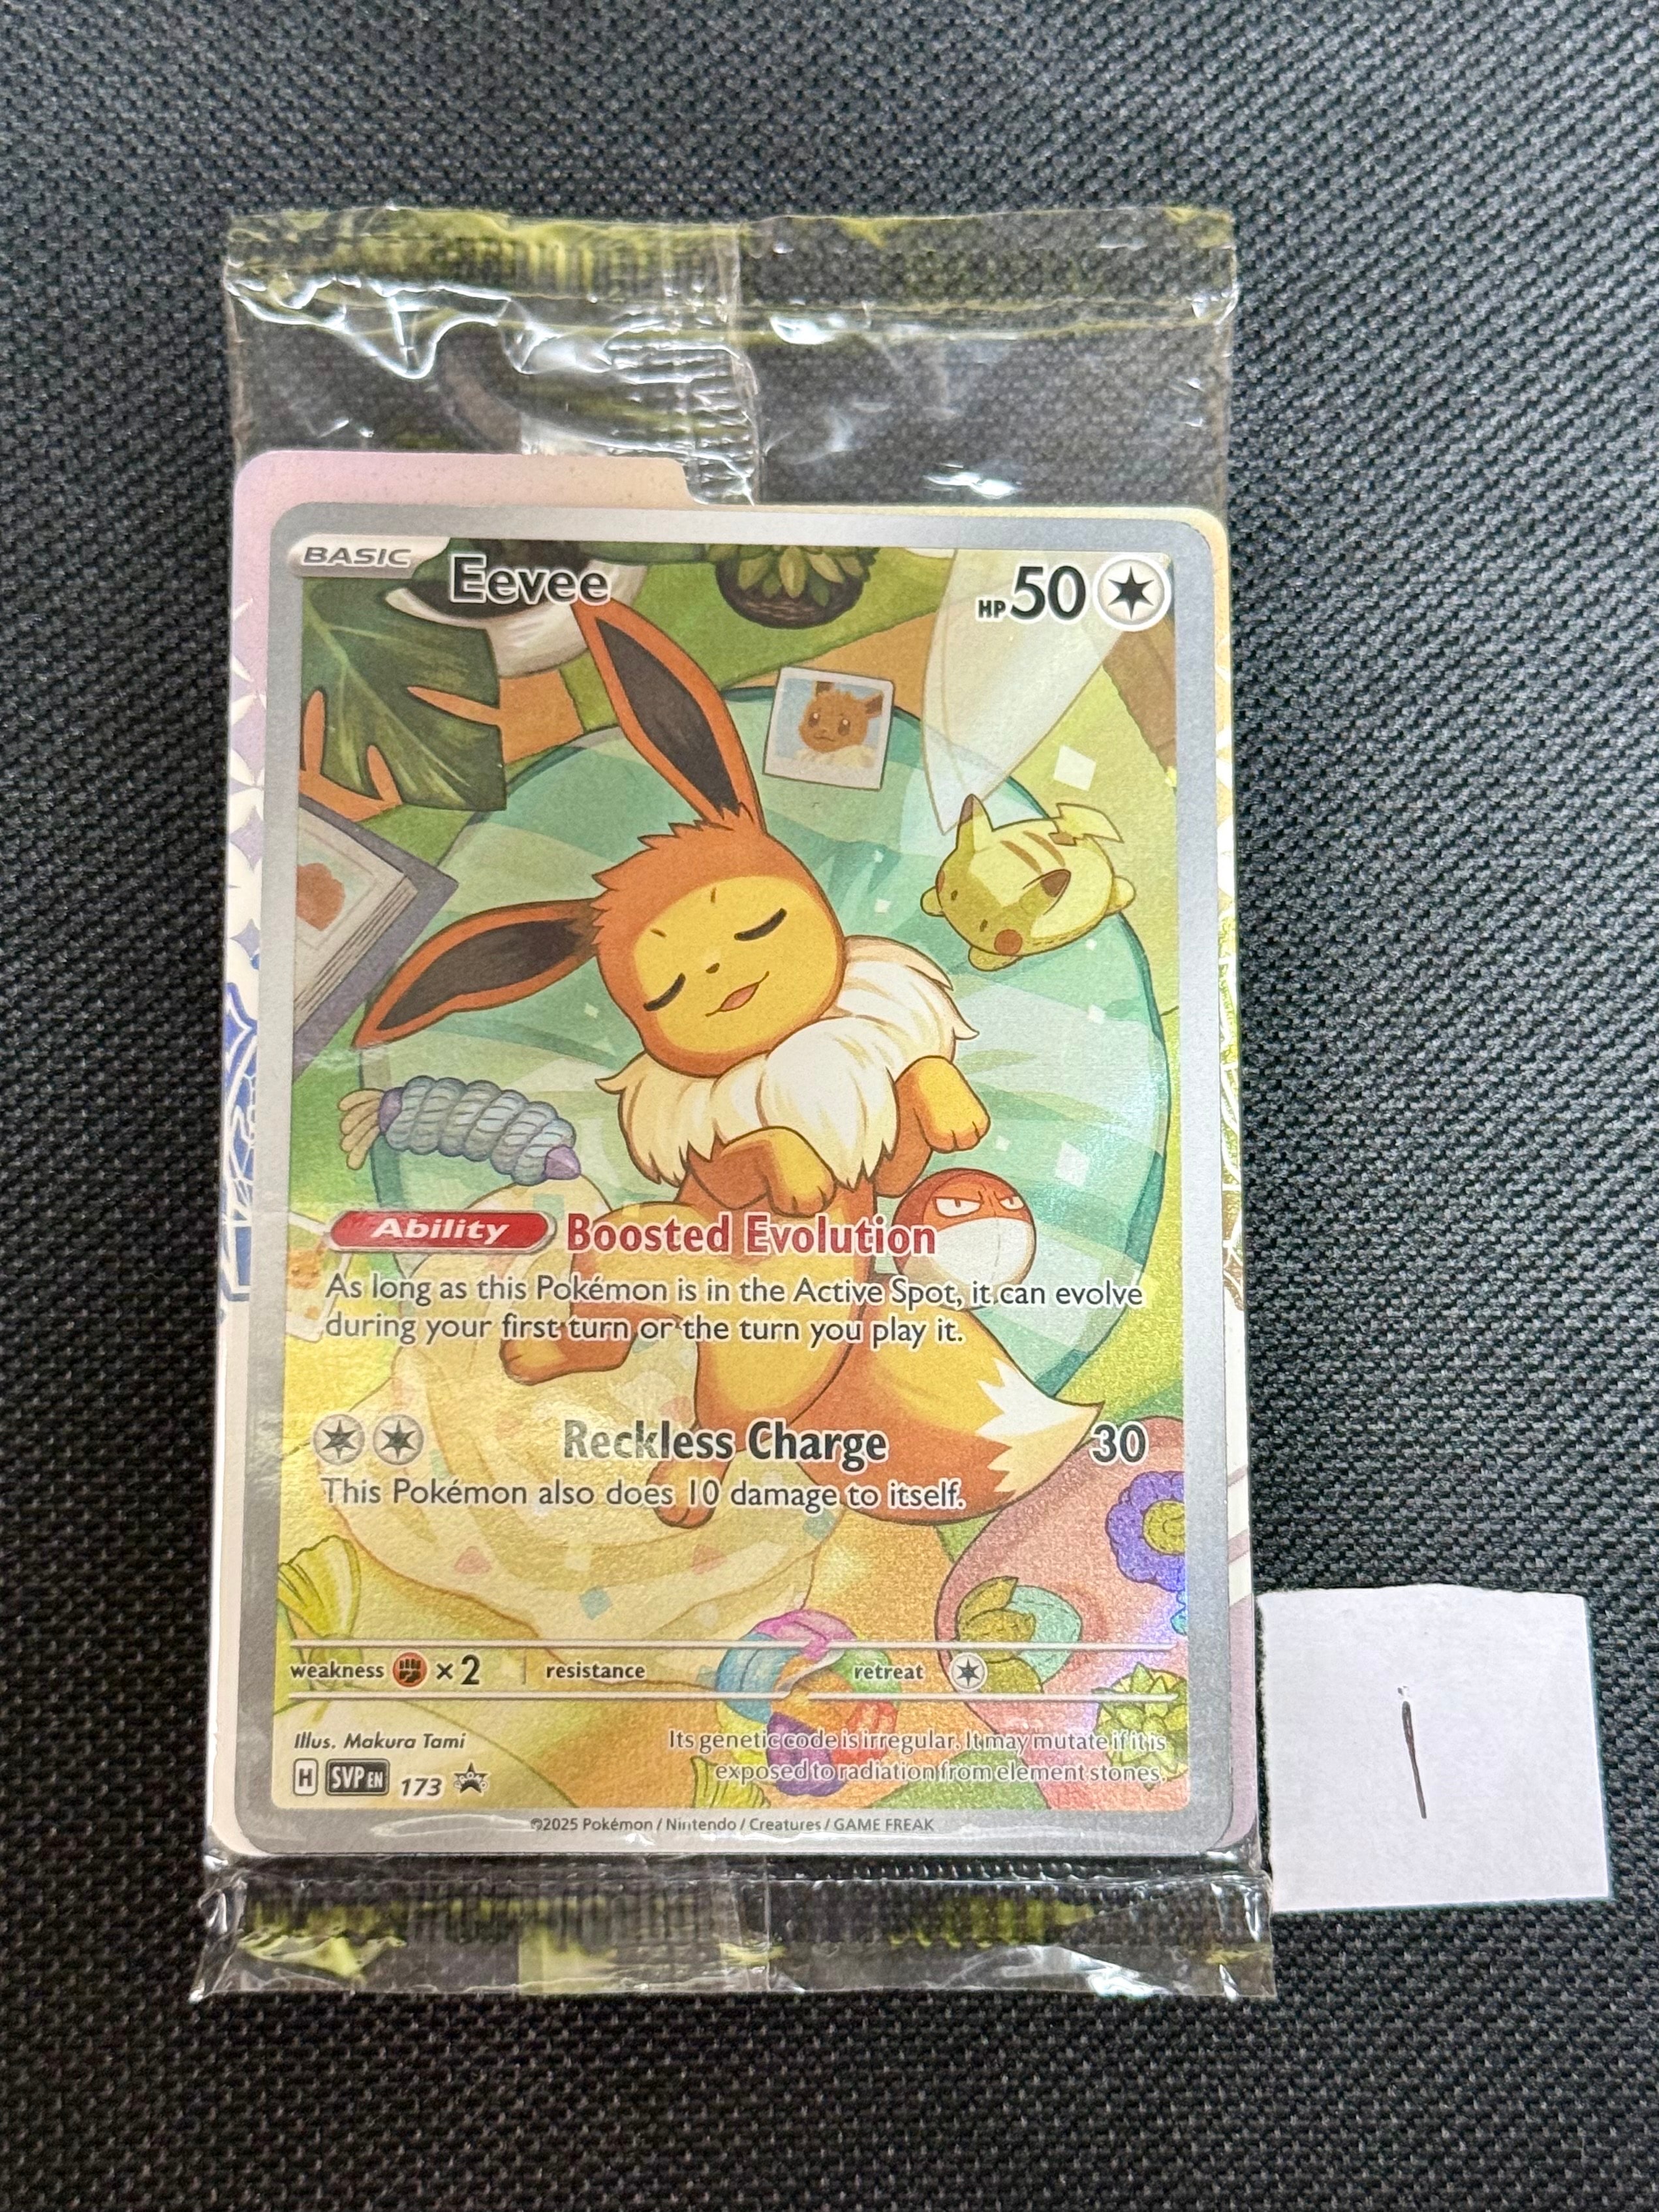 BASIC Eevee HP 50
Ability Boosted Evolution
As long as this Pokémon is in the Active Spot, it can evolve
during your first turn or the turn you play it.
Reckless Charge 30
This Pokémon also does 10 damage to itself.
weakness ×2 resistance retreat
Illus. Makura Tami
Its genetic code is irregular. It may mutate if it is
exposed to radiation from element stones.
H SVP EN 173
©2025 Pokémon / Nintendo / Creatures / GAME FREAK
1